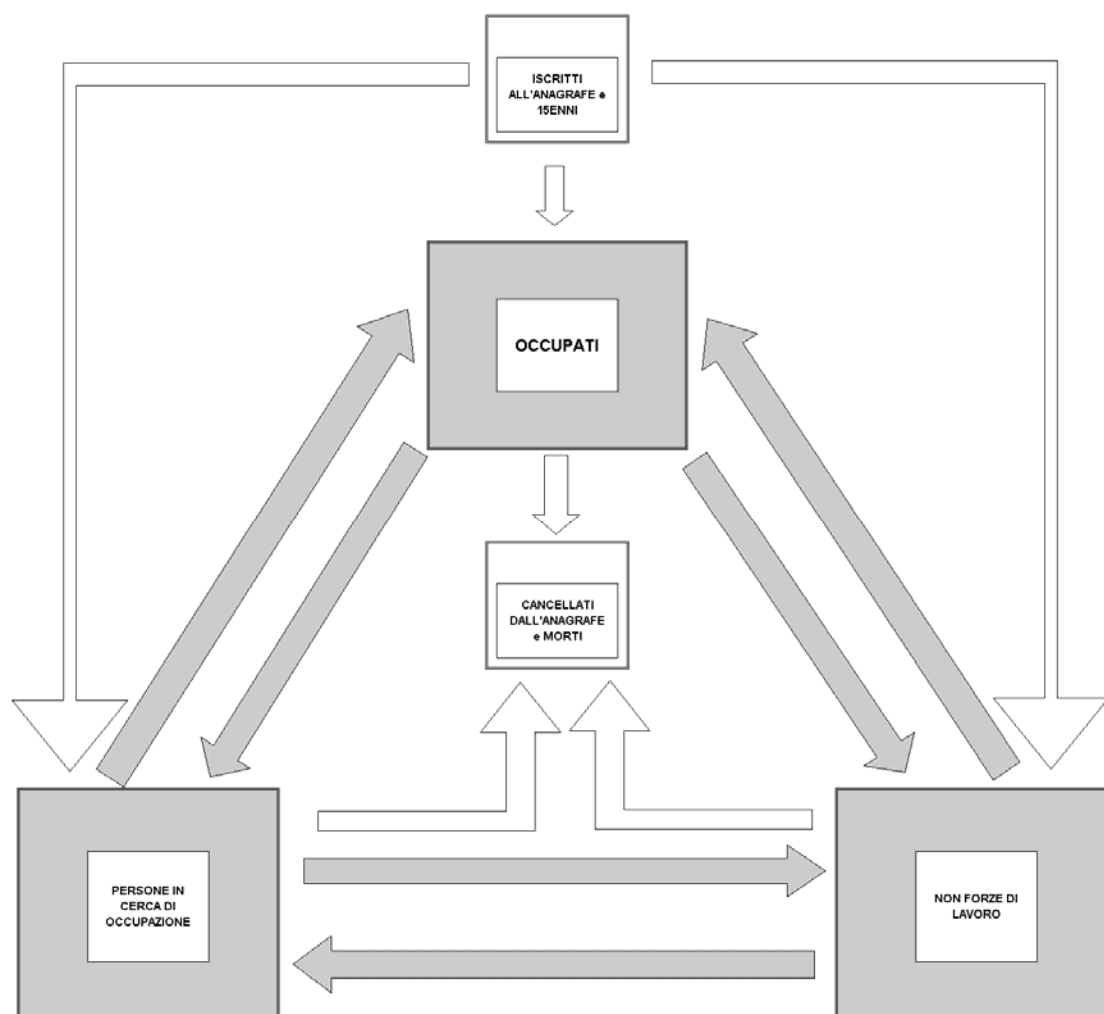 ISCRITTI
ALL'ANAGRAFE e
15ENNI
OCCUPATI
CANCELLATI
DALL'ANAGRAFE
e MORTI
PERSONE IN
CERCA DI
OCCUPAZIONE
NON FORZE DI
LAVORO